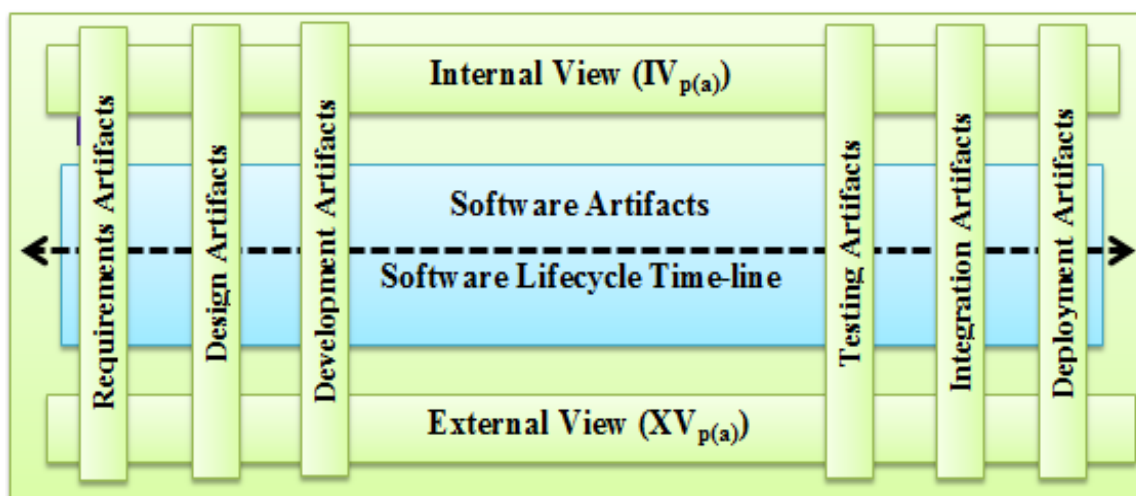 Internal View (IVp(a))
Software Artifacts
Software Lifecycle Time-line
External View (XVp(a))
Requirements Artifacts
Design Artifacts
Development Artifacts
Testing Artifacts
Integration Artifacts
Deployment Artifacts